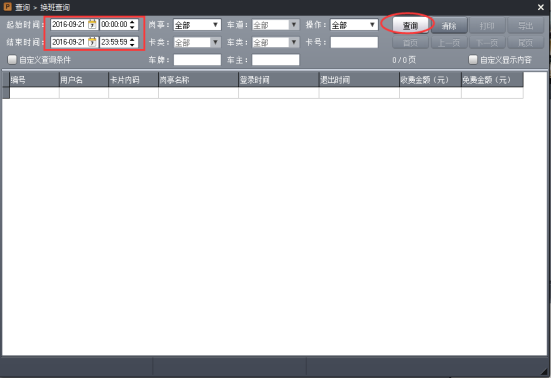 查询 > 换班查询
起始时间: 2016-09-21 00:00:00 岗亭: 全部 车道: 全部 操作: 全部 查询 清除 打印 导出
结束时间: 2016-09-21 23:59:59 卡类: 全部 车类: 全部 卡号: 首页 上一页 下一页 尾页
自定义查询条件 车牌: 车主: 0 / 0 页 自定义显示内容
编号 用户名 卡片内码 岗亭名称 登录时间 退出时间 收费金额(元) 免费金额(元)